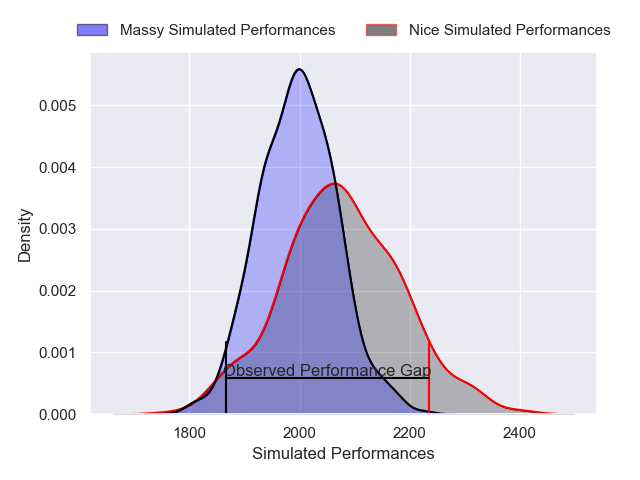 Massy Simulated Performances
Nice Simulated Performances
0.005
0.004
0.003
0.002
0.001
0.000
Density
Observed Performance Gap
1800
2000
2200
2400
Simulated Performances